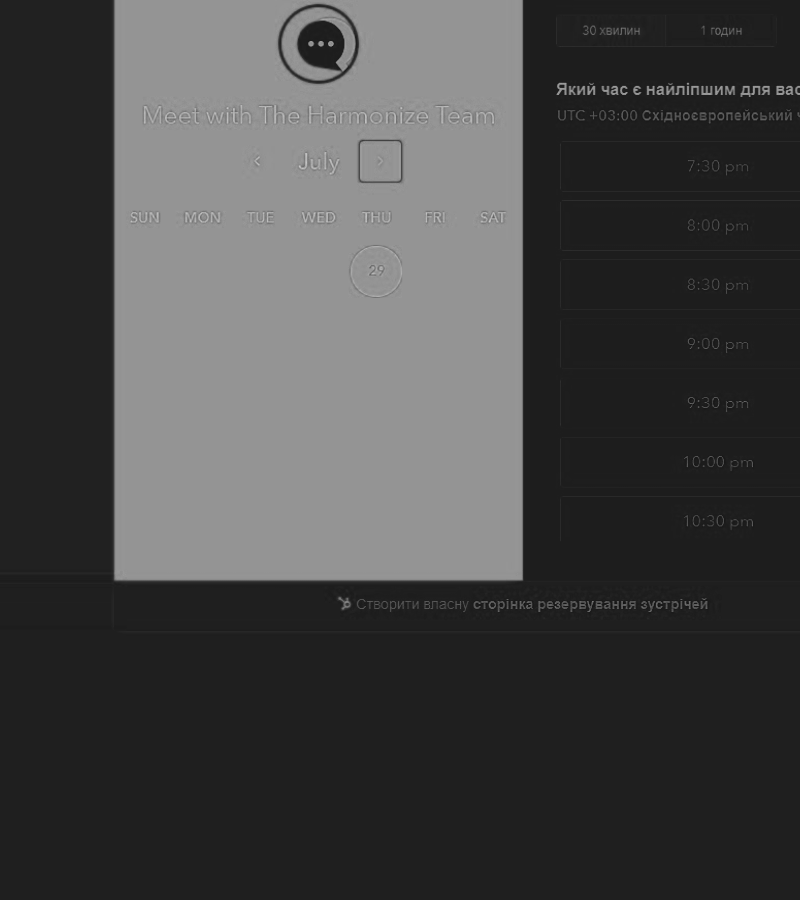 Meet with The Harmonize Team
July
SUN MON TUE WED THU FRI SAT
29
30 хвилин 1 годин
Який час є найліпшим для вас
UTC +03:00 Східноєвропейський
7:30 pm
8:00 pm
8:30 pm
9:00 pm
9:30 pm
10:00 pm
10:30 pm
Створити власну сторінка резервування зустрічей